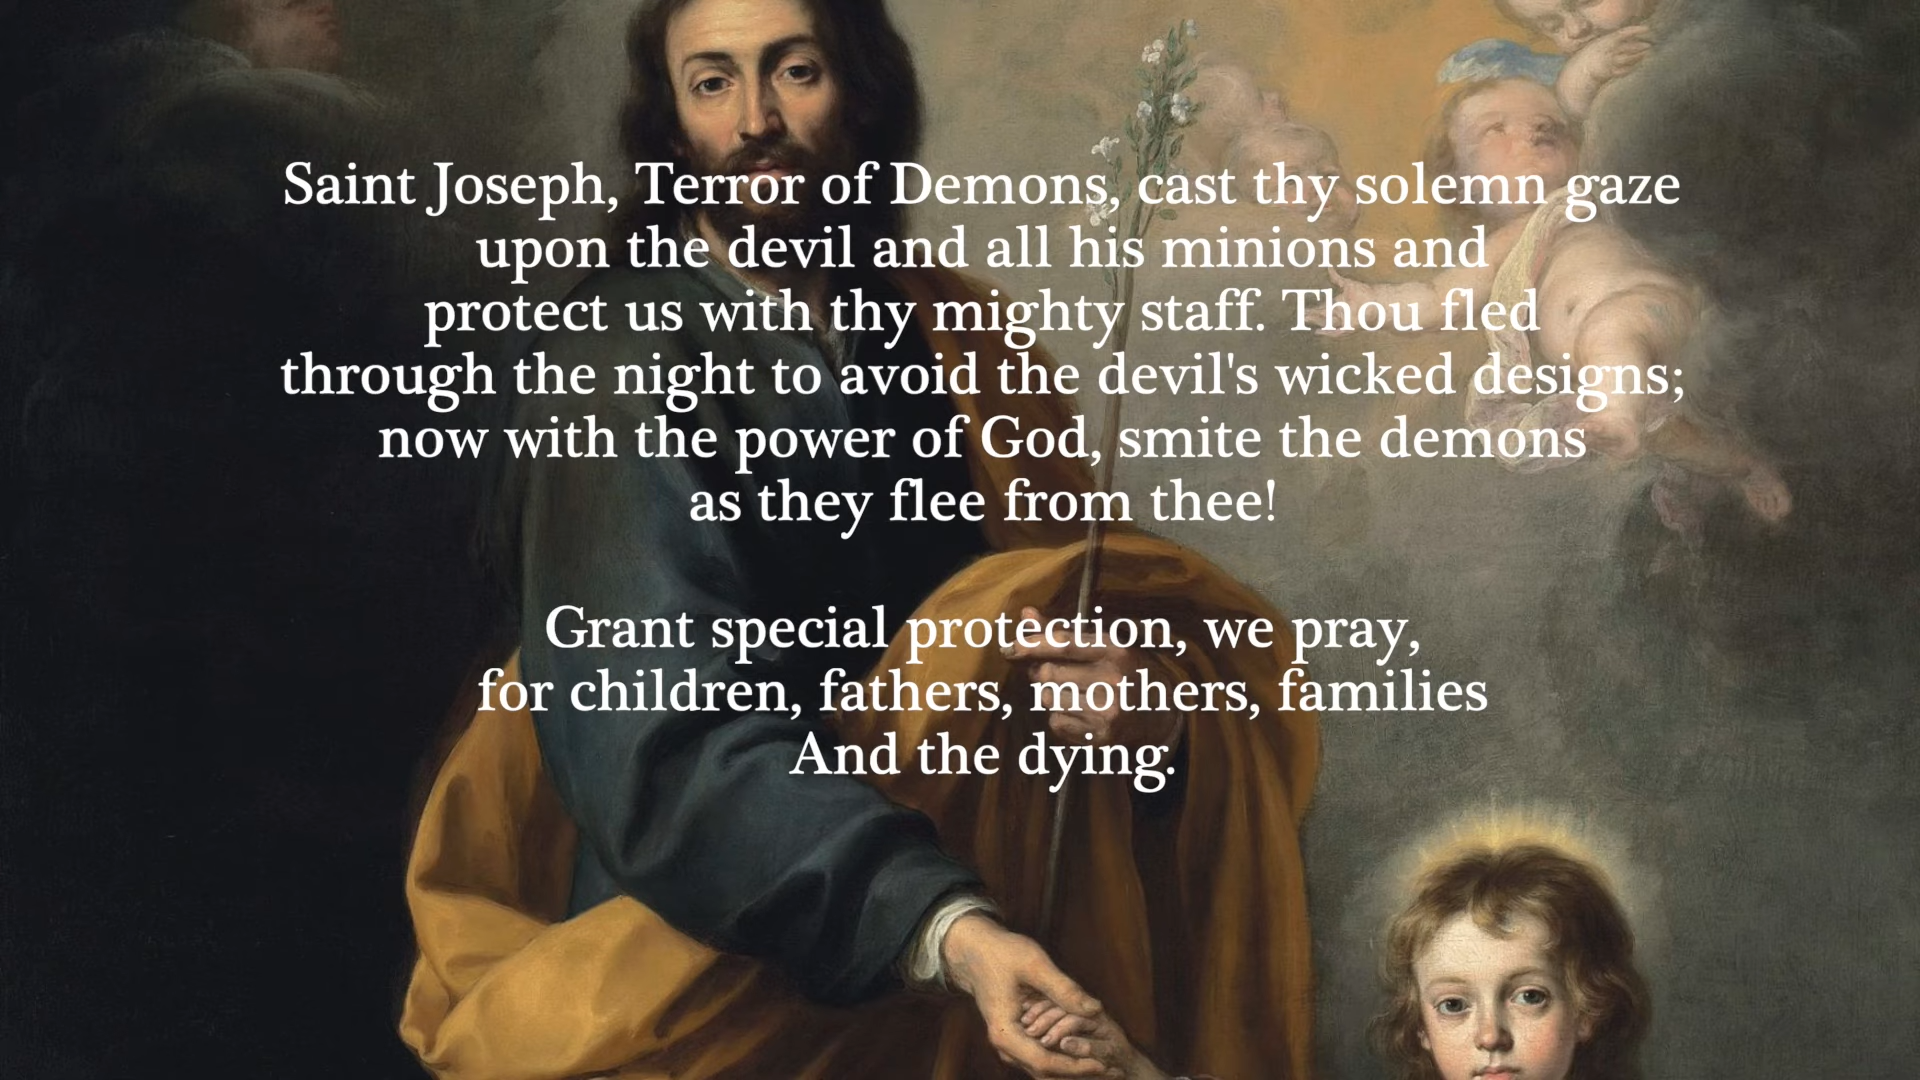 Saint Joseph, Terror of Demons, cast thy solemn gaze
upon the devil and all his minions and
protect us with thy mighty staff. Thou fled
through the night to avoid the devil's wicked designs;
now with the power of God, smite the demons
as they flee from thee!
Grant special protection, we pray,
for children, fathers, mothers, families
And the dying.